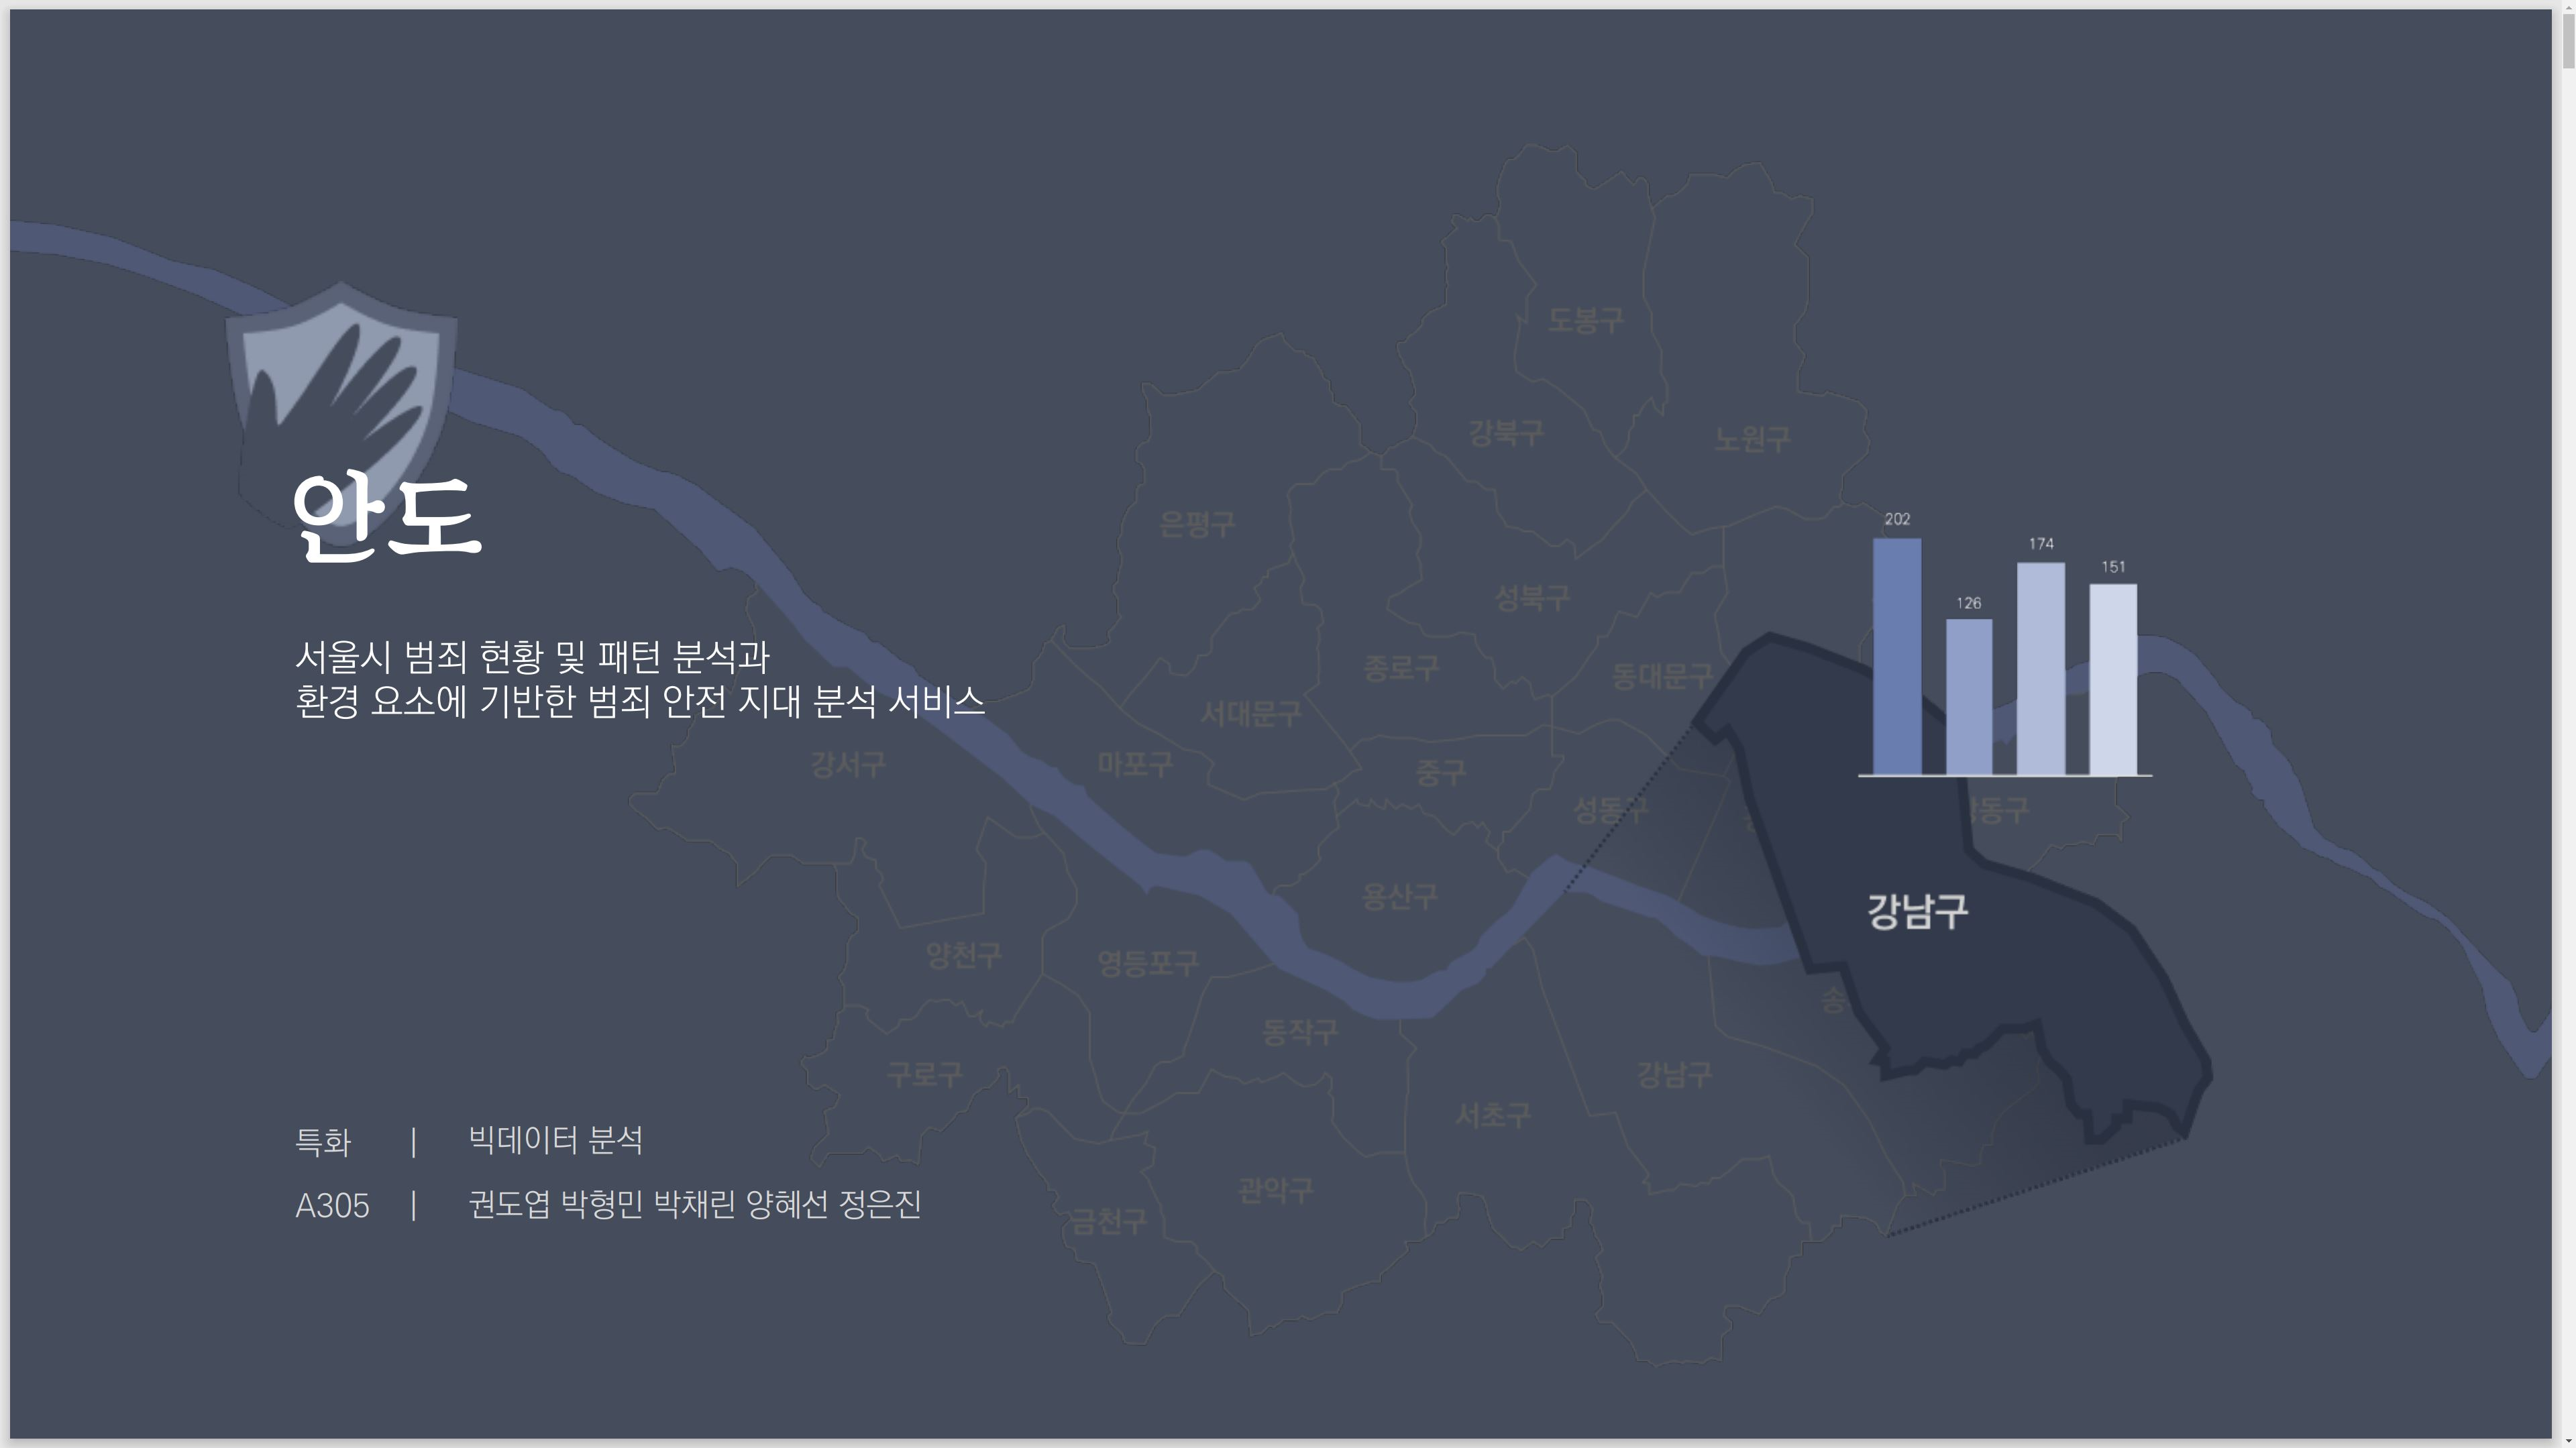 안도
서울시 범죄 현황 및 패턴 분석과
환경 요소에 기반한 범죄 안전 지대 분석 서비스
특화 | 빅데이터 분석
A305 | 권도엽 박형민 박채린 양혜선 정은진
도봉구
강북구
노원구
은평구
성북구
종로구
동대문구
서대문구
강서구
마포구
중구
성동구
용산구
양천구
영등포구
동작구
구로구
강남구
서초구
관악구
금천구
202
126
174
151
동구
강남구
송